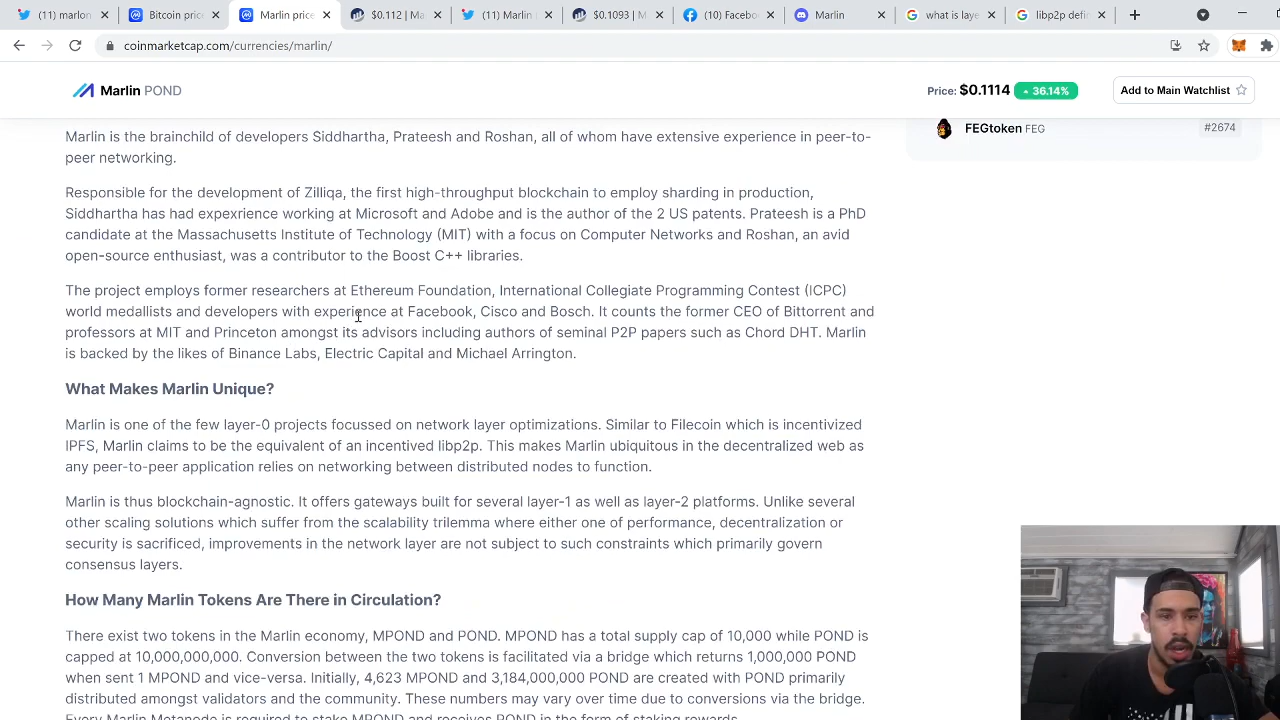 (11) marlon
Bitcoin price
Marlin price
$0.112 | Ma
(11) Marlin
$0.1093 | M
(10) Facebo
Marlin
what is laye
libp2p defin
coinmarketcap.com/currencies/marlin/
Marlin POND
Price: $0.1114 36.14%
Add to Main Watchlist
FEGtoken FEG #2674
Marlin is the brainchild of developers Siddhartha, Prateesh and Roshan, all of whom have extensive experience in peer-to-
peer networking.
Responsible for the development of Zilliqa, the first high-throughput blockchain to employ sharding in production,
Siddhartha has had expexrience working at Microsoft and Adobe and is the author of the 2 US patents. Prateesh is a PhD
candidate at the Massachusetts Institute of Technology (MIT) with a focus on Computer Networks and Roshan, an avid
open-source enthusiast, was a contributor to the Boost C++ libraries.
The project employs former researchers at Ethereum Foundation, International Collegiate Programming Contest (ICPC)
world medallists and developers with experience at Facebook, Cisco and Bosch. It counts the former CEO of Bittorrent and
professors at MIT and Princeton amongst its advisors including authors of seminal P2P papers such as Chord DHT. Marlin
is backed by the likes of Binance Labs, Electric Capital and Michael Arrington.
What Makes Marlin Unique?
Marlin is one of the few layer-0 projects focussed on network layer optimizations. Similar to Filecoin which is incentivized
IPFS, Marlin claims to be the equivalent of an incentived libp2p. This makes Marlin ubiquitous in the decentralized web as
any peer-to-peer application relies on networking between distributed nodes to function.
Marlin is thus blockchain-agnostic. It offers gateways built for several layer-1 as well as layer-2 platforms. Unlike several
other scaling solutions which suffer from the scalability trilemma where either one of performance, decentralization or
security is sacrificed, improvements in the network layer are not subject to such constraints which primarily govern
consensus layers.
How Many Marlin Tokens Are There in Circulation?
There exist two tokens in the Marlin economy, MPOND and POND. MPOND has a total supply cap of 10,000 while POND is
capped at 10,000,000,000. Conversion between the two tokens is facilitated via a bridge which returns 1,000,000 POND
when sent 1 MPOND and vice-versa. Initially, 4,623 MPOND and 3,184,000,000 POND are created with POND primarily
distributed amongst validators and the community. These numbers may vary over time due to conversions via the bridge.
Every Marlin Metanode is required to stake MPOND and receives POND in the form of staking rewards.